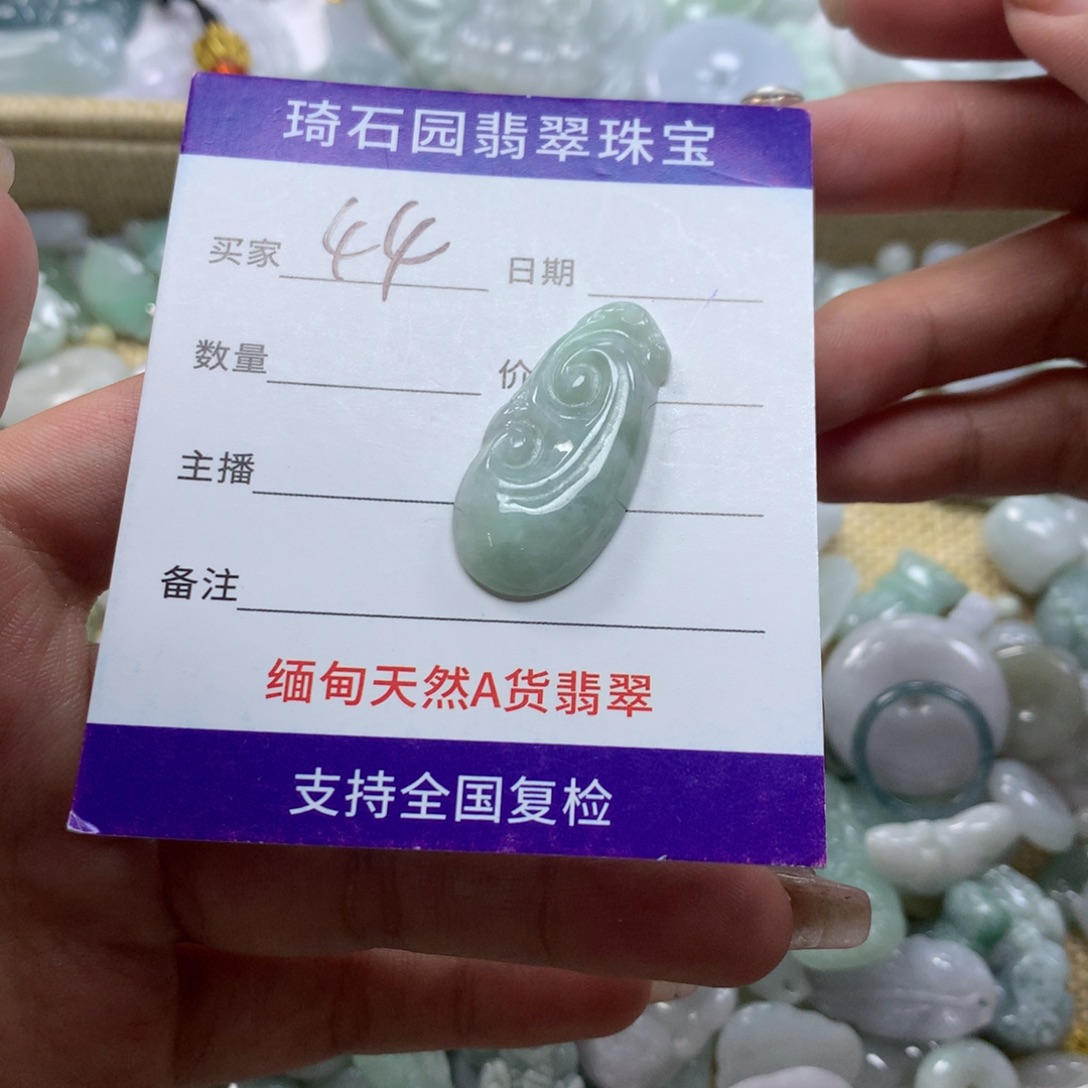 琦石园翡翠珠宝
买家 44 日期
数量 价
主播
备注
缅甸天然A货翡翠
支持全国复检